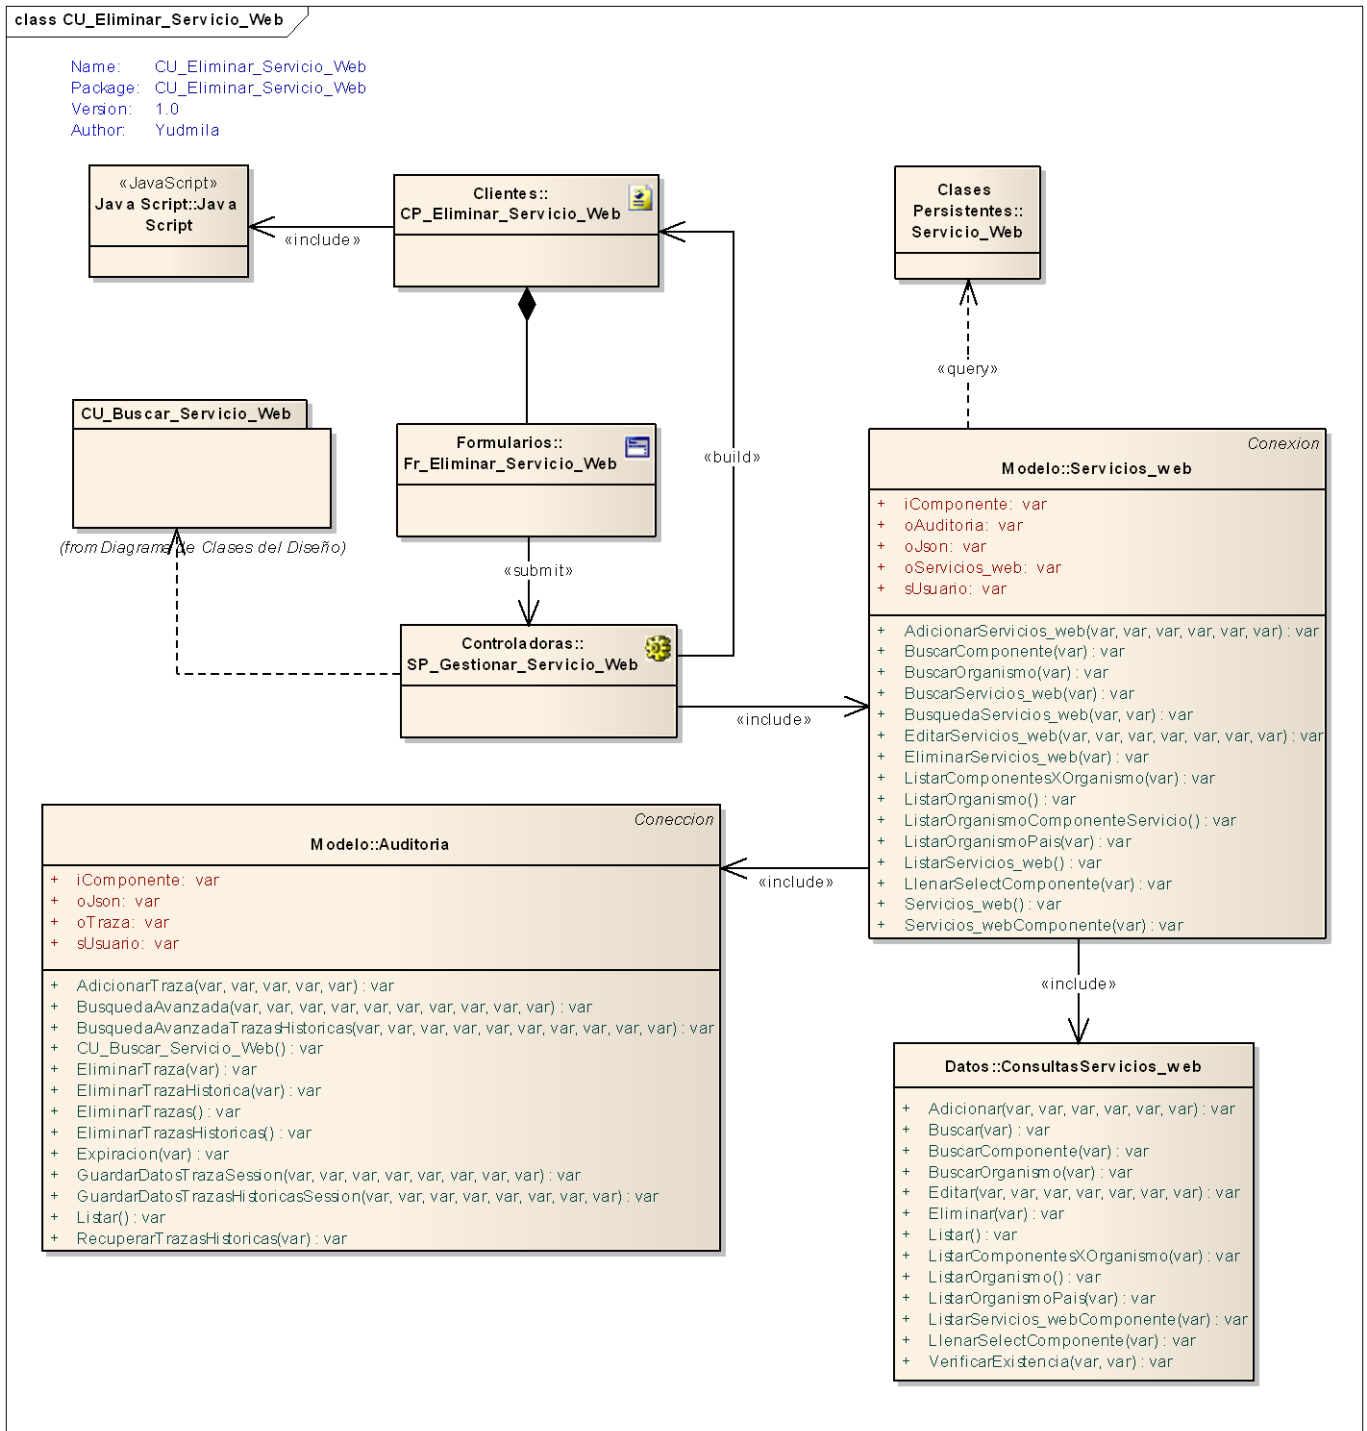 class CU_Eliminar_Servicio_Web
Name: CU_Eliminar_Servicio_Web
Package: CU_Eliminar_Servicio_Web
Version: 1.0
Author: Yudmila
«JavaScript»
Java Script::Java
Script
Clientes::
CP_Eliminar_Servicio_Web
Clases
Persistentes::
Servicio_Web
«include»
«query»
CU_Buscar_Servicio_Web
(from Diagrama de Clases del Diseño)
Formularios::
Fr_Eliminar_Servicio_Web
«build»
«submit»
Controladoras::
SP_Gestionar_Servicio_Web
«include»
Conexion
Modelo::Servicios_web
+ iComponente: var
+ oAuditoria: var
+ oJson: var
+ oServicios_web: var
+ sUsuario: var
+ AdicionarServicios_web(var, var, var, var, var, var) : var
+ BuscarComponente(var) : var
+ BuscarOrganismo(var) : var
+ BuscarServicios_web(var) : var
+ BusquedaServicios_web(var, var) : var
+ EditarServicios_web(var, var, var, var, var, var, var) : var
+ EliminarServicios_web(var) : var
+ ListarComponentesXOrganismo(var) : var
+ ListarOrganismo() : var
+ ListarOrganismoComponenteServicio() : var
+ ListarOrganismoPais(var) : var
+ ListarServicios_web() : var
+ LlenarSelectComponente(var) : var
+ Servicios_web() : var
+ Servicios_webComponente(var) : var
«include»
Coneccion
Modelo::Auditoria
+ iComponente: var
+ oJson: var
+ oTraza: var
+ sUsuario: var
+ AdicionarTraza(var, var, var, var, var) : var
+ BusquedaAvanzada(var, var, var, var, var, var, var, var, var, var) : var
+ BusquedaAvanzadaTrazasHistoricas(var, var, var, var, var, var, var, var, var, var) : var
+ CU_Buscar_Servicio_Web() : var
+ EliminarTraza(var) : var
+ EliminarTrazaHistorica(var) : var
+ EliminarTrazas() : var
+ EliminarTrazasHistoricas() : var
+ Expiracion(var) : var
+ GuardarDatosTrazaSession(var, var, var, var, var, var, var, var) : var
+ GuardarDatosTrazasHistoricasSession(var, var, var, var, var, var, var, var) : var
+ Listar() : var
+ RecuperarTrazasHistoricas(var) : var
«include»
Datos::ConsultasServicios_web
+ Adicionar(var, var, var, var, var, var) : var
+ Buscar(var) : var
+ BuscarComponente(var) : var
+ BuscarOrganismo(var) : var
+ Editar(var, var, var, var, var, var, var) : var
+ Eliminar(var) : var
+ Listar() : var
+ ListarComponentesXOrganismo(var) : var
+ ListarOrganismo() : var
+ ListarOrganismoPais(var) : var
+ ListarServicios_webComponente(var) : var
+ LlenarSelectComponente(var) : var
+ VerificarExistencia(var, var) : var